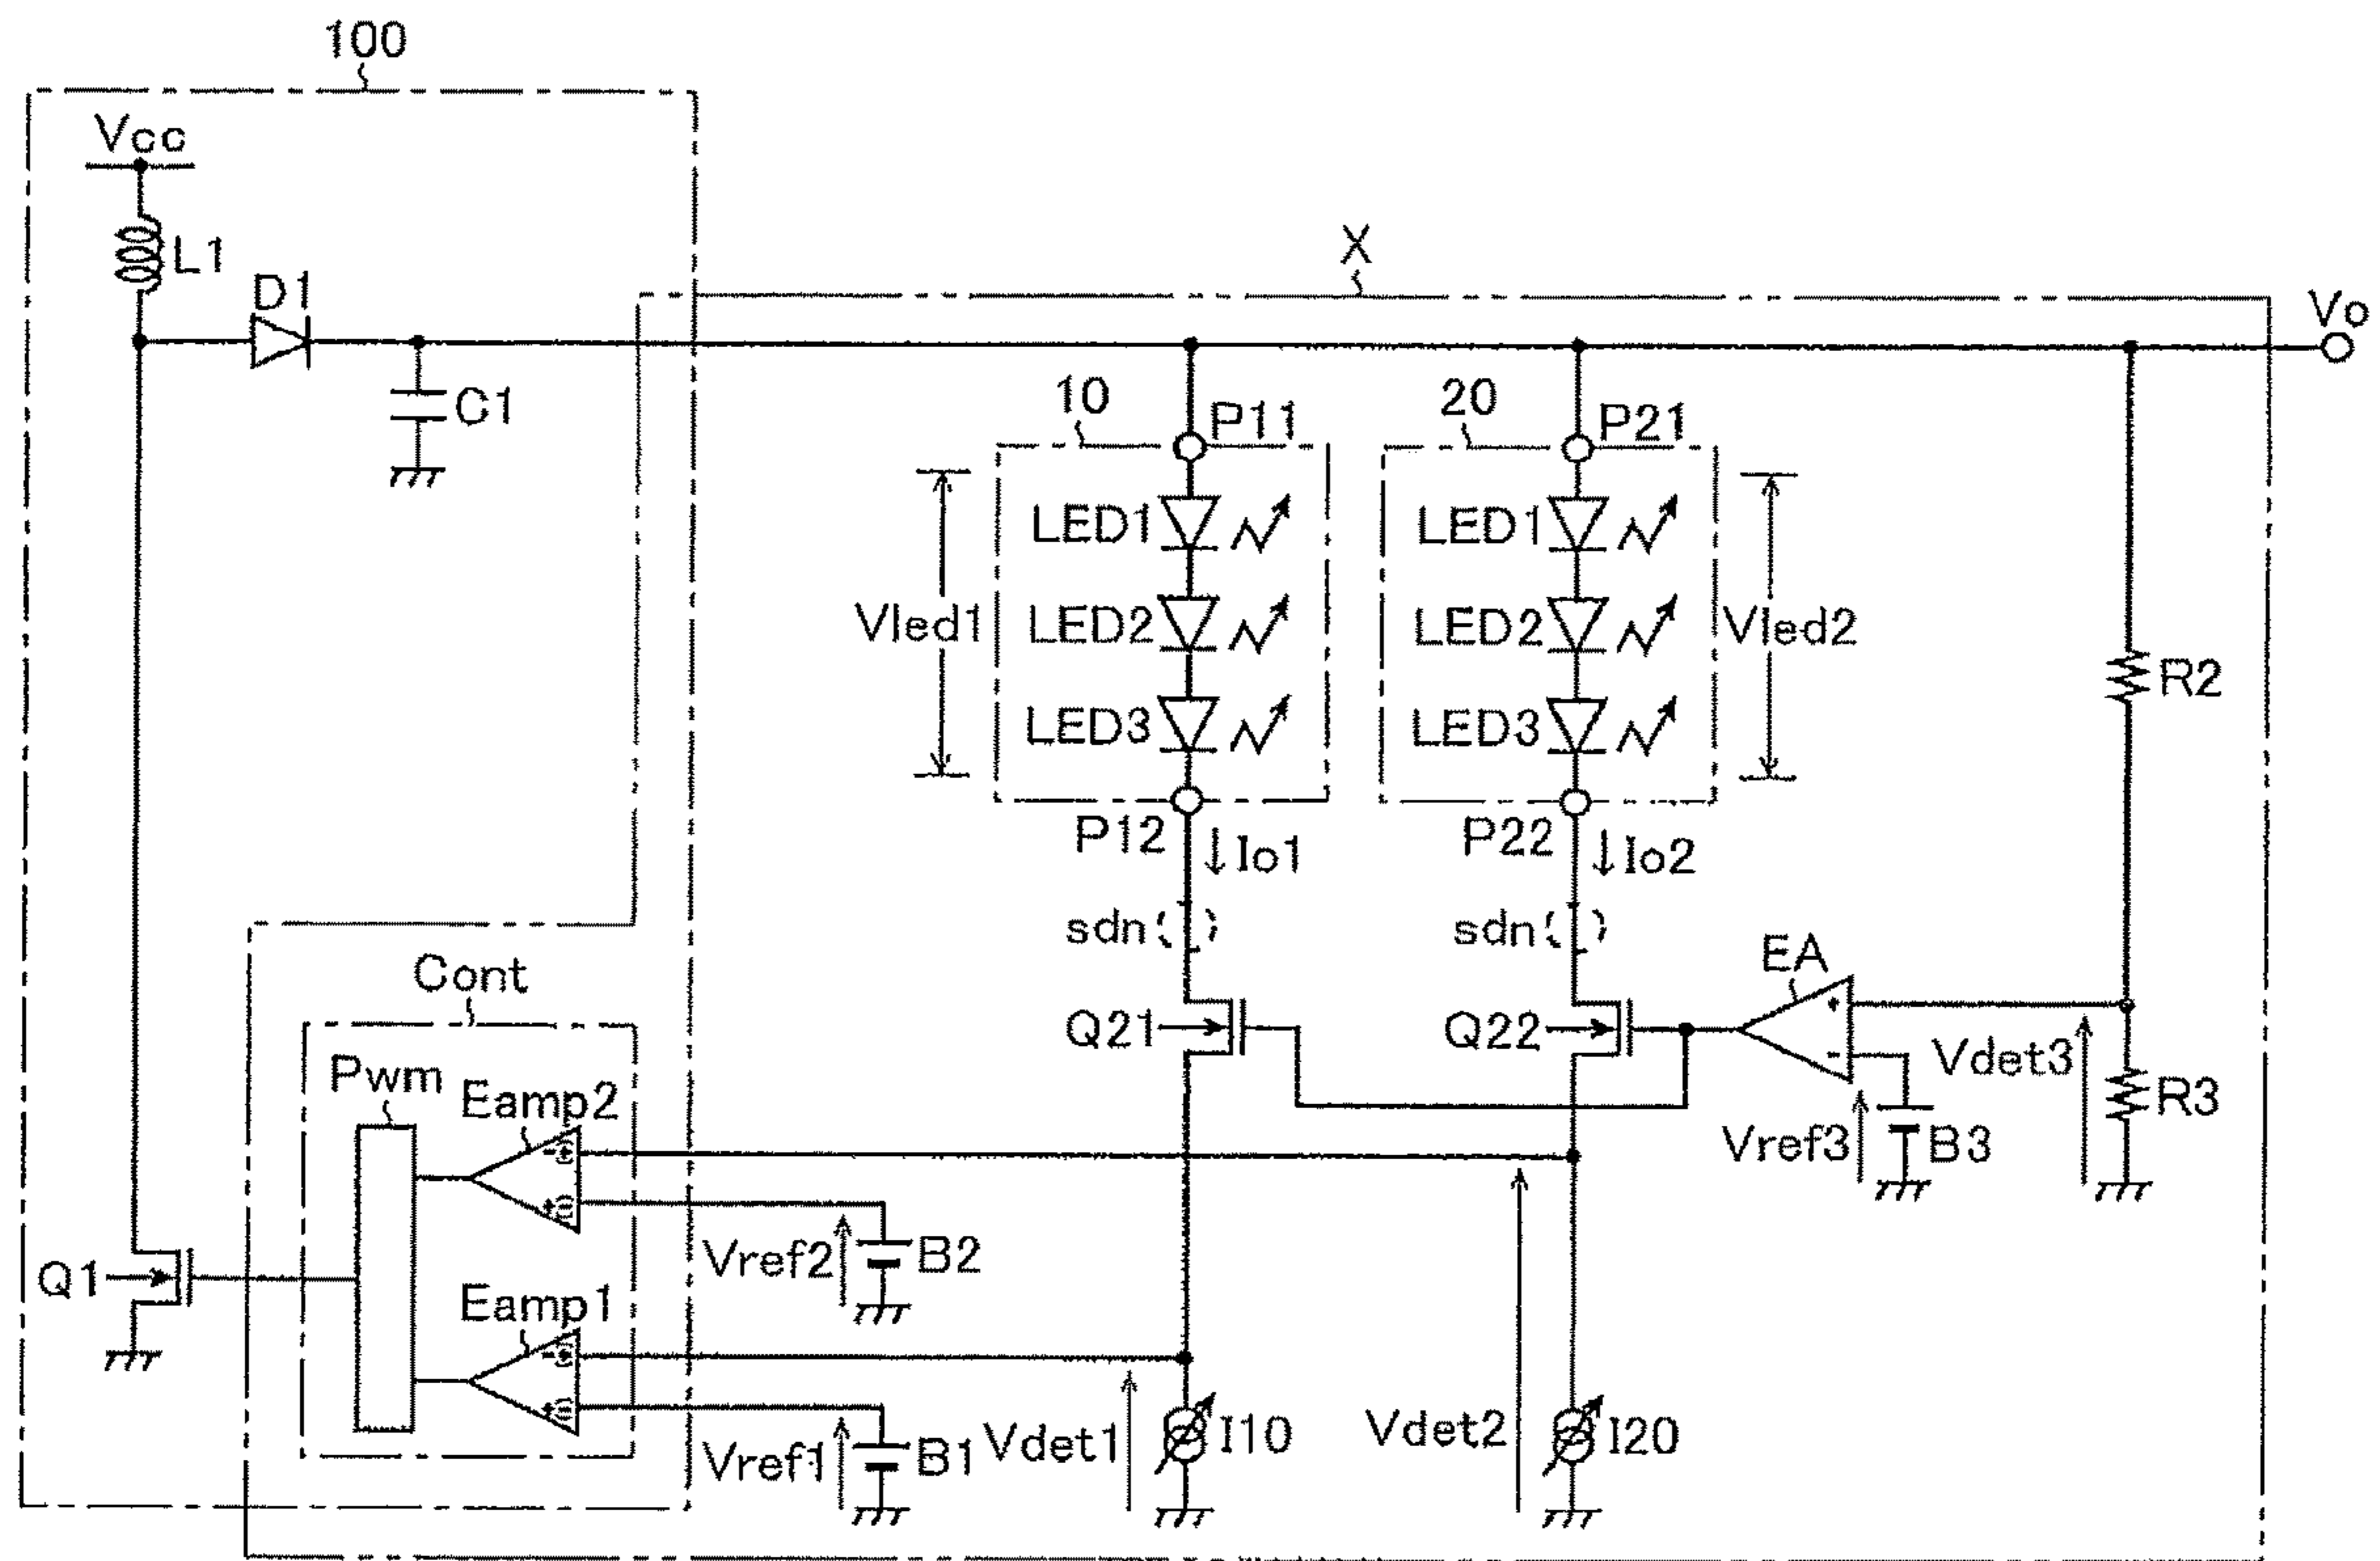 100
Vcc
L1
D1
C1
X
Vo
10
P11
20
P21
LED1
LED1
Vled1
LED2
LED2
Vled2
LED3
LED3
R2
P12
Io1
P22
Io2
sdn
sdn
EA
Cont
Q21
Q22
+
-
Vdet3
R3
Pwm
Eamp2
Vref3
B3
Vref2
B2
Q1
Eamp1
Vref1
B1
Vdet1
I10
Vdet2
I20